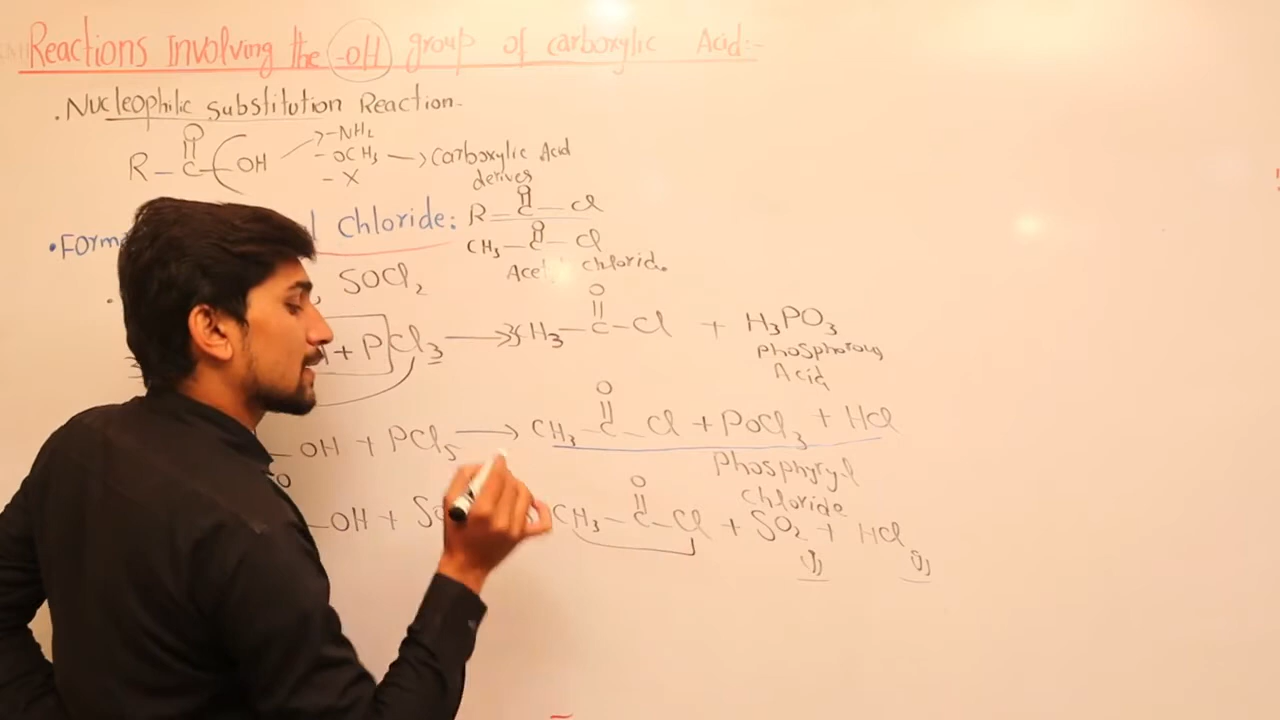 Reactions Involving the -oH group of carboxylic Acid:-
. Nucleophilic substitution Reaction-
O
R-C-OH -NH2
-OCH3 → Carboxylic Acid
-X derives
Chloride:
O
R-C-Cl
O
CH3-C-Cl
chloride
SOCl2
O
+ PCl3 → CH3-C-Cl + H3PO3
Phosphorous
Acid
O
OH + PCl5 → CH3-C-Cl + PoCl3 + HCl
Phosphyryl
chloride
O
O
-OH + CH3-C-Cl + SO2 + HCl